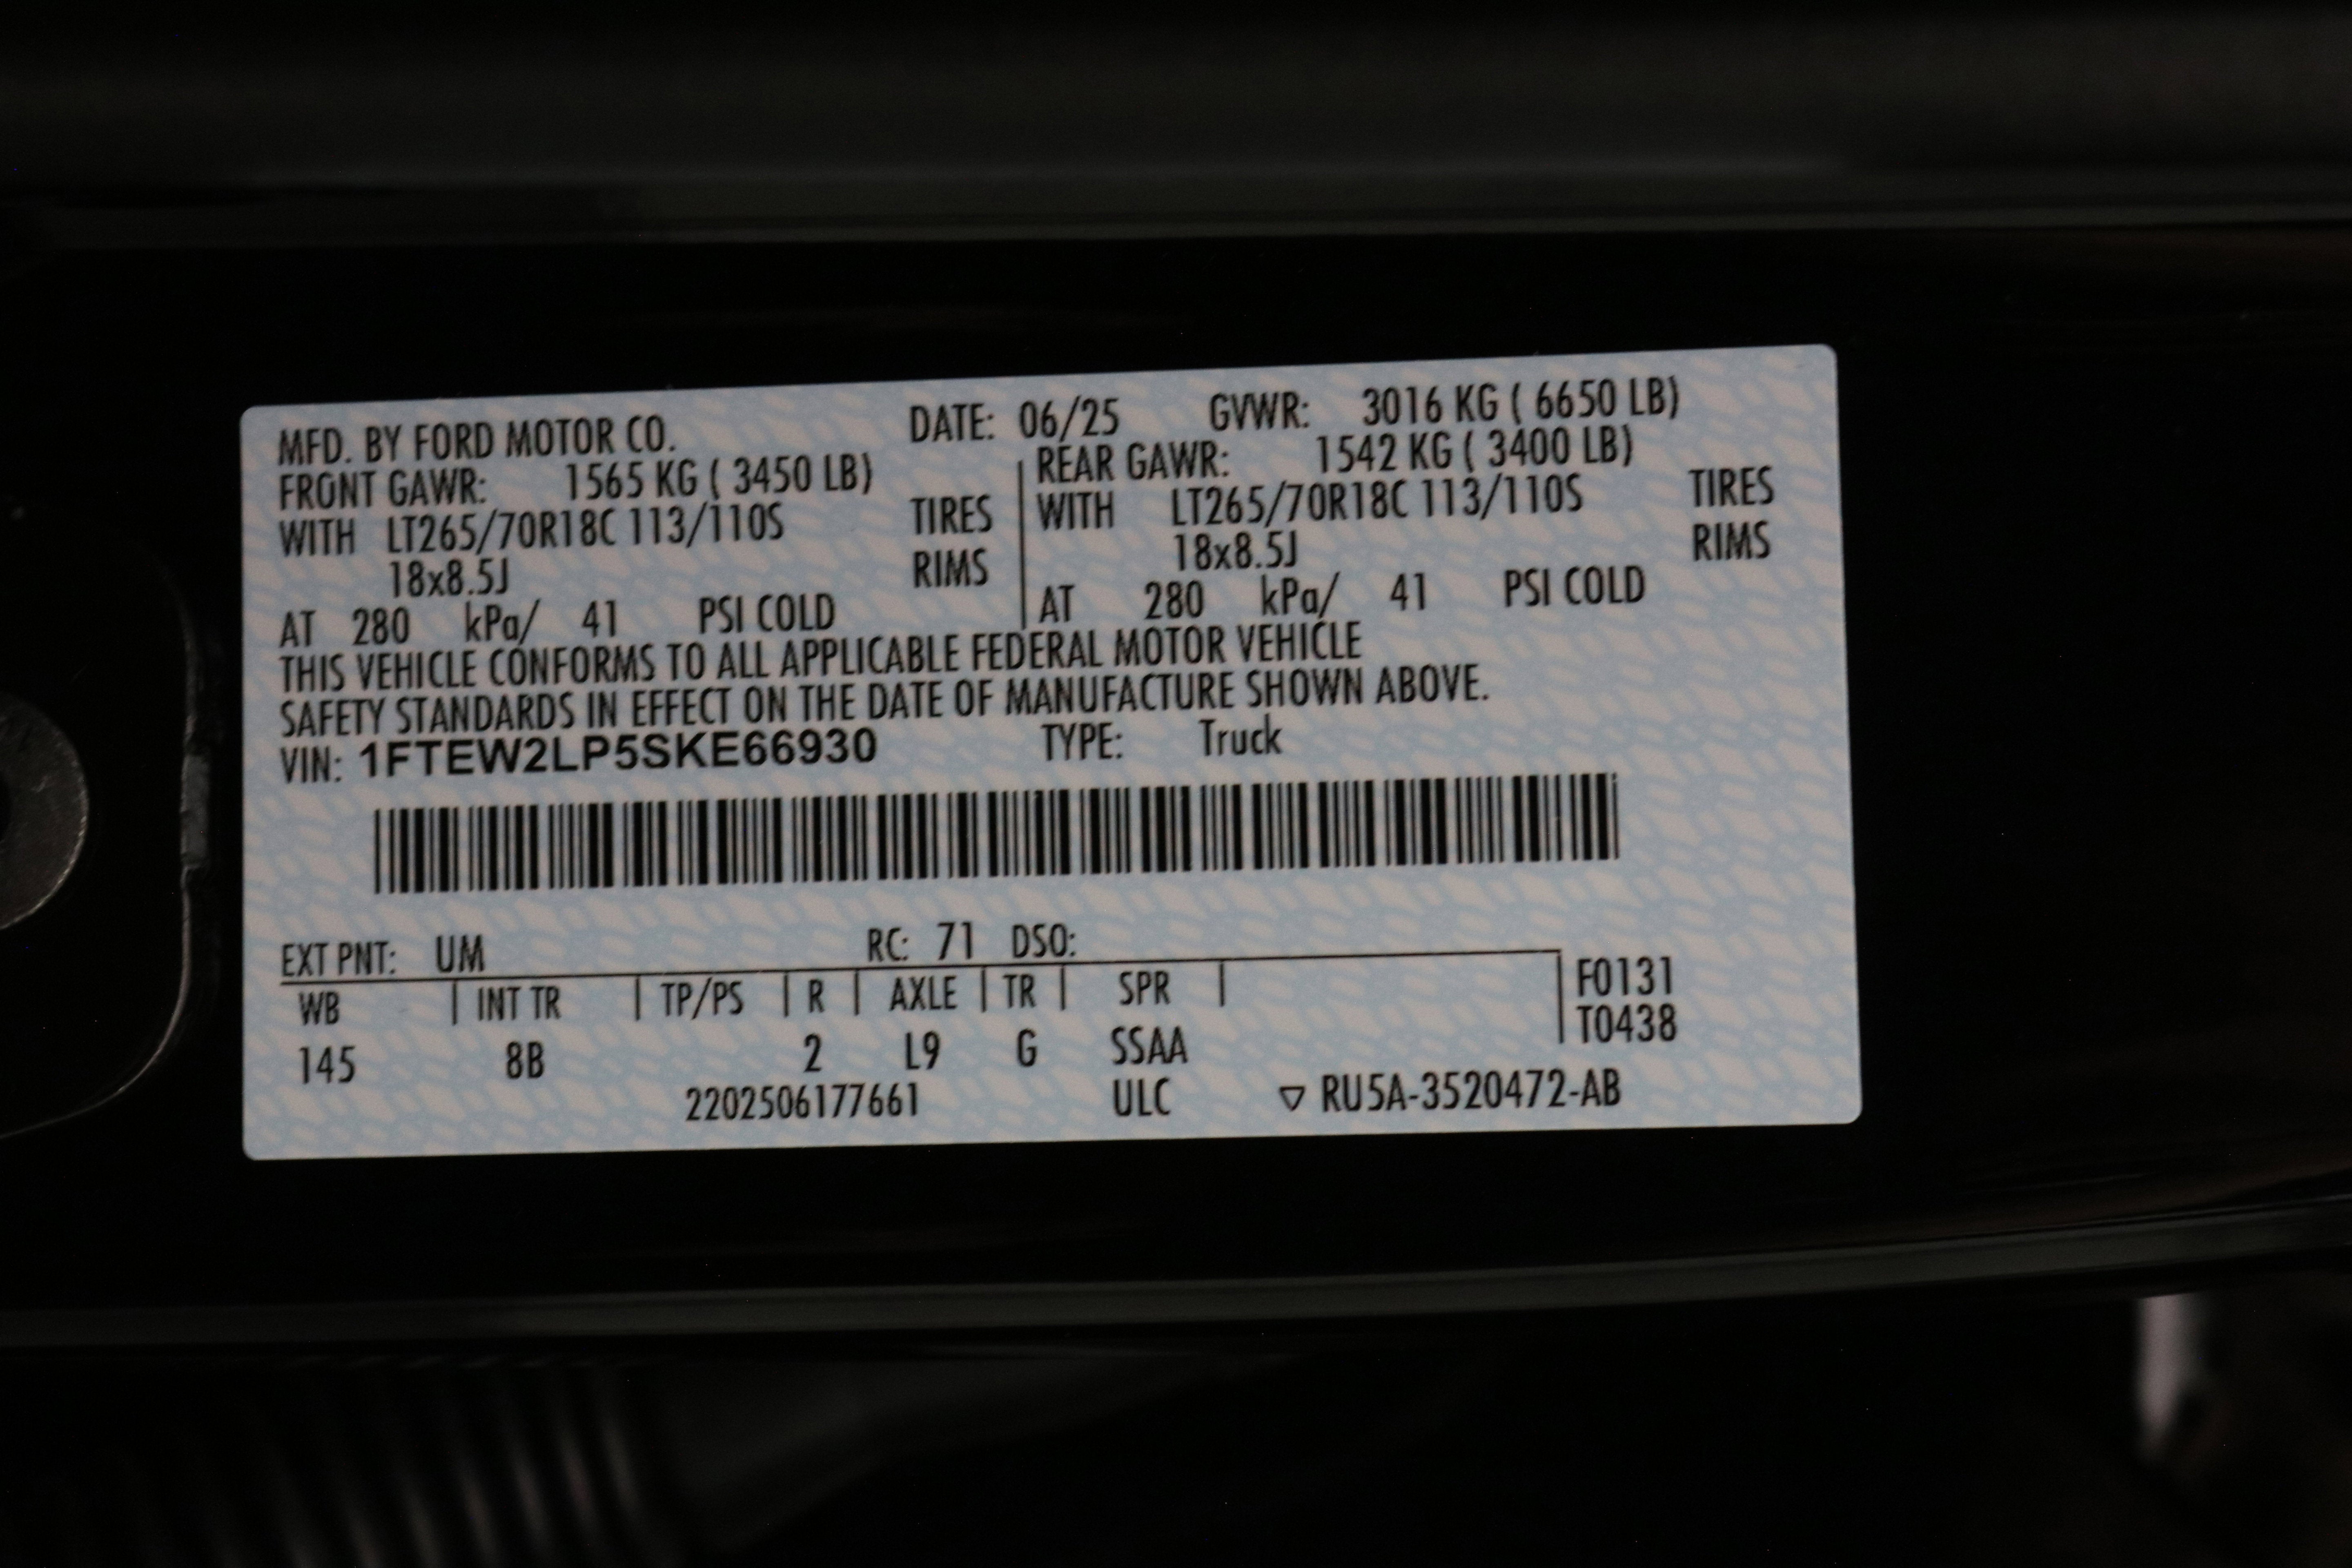 MFD. BY FORD MOTOR CO. DATE: 06/25 GVWR: 3016 KG ( 6650 LB)
FRONT GAWR: 1565 KG ( 3450 LB) REAR GAWR: 1542 KG ( 3400 LB)
WITH LT265/70R18C 113/110S TIRES WITH LT265/70R18C 113/110S TIRES
18x8.5J RIMS 18x8.5J RIMS
AT 280 kPa/ 41 PSI COLD AT 280 kPa/ 41 PSI COLD
THIS VEHICLE CONFORMS TO ALL APPLICABLE FEDERAL MOTOR VEHICLE
SAFETY STANDARDS IN EFFECT ON THE DATE OF MANUFACTURE SHOWN ABOVE.
VIN: 1FTEW2LP5SKE66930 TYPE: Truck
EXT PNT: UM RC: 71 DSO:
WB | INT TR | TP/PS | R | AXLE | TR | SPR | F0131
T0438
145 8B 2 L9 G SSAA
2202506177661 ULC ▽ RU5A-3520472-AB